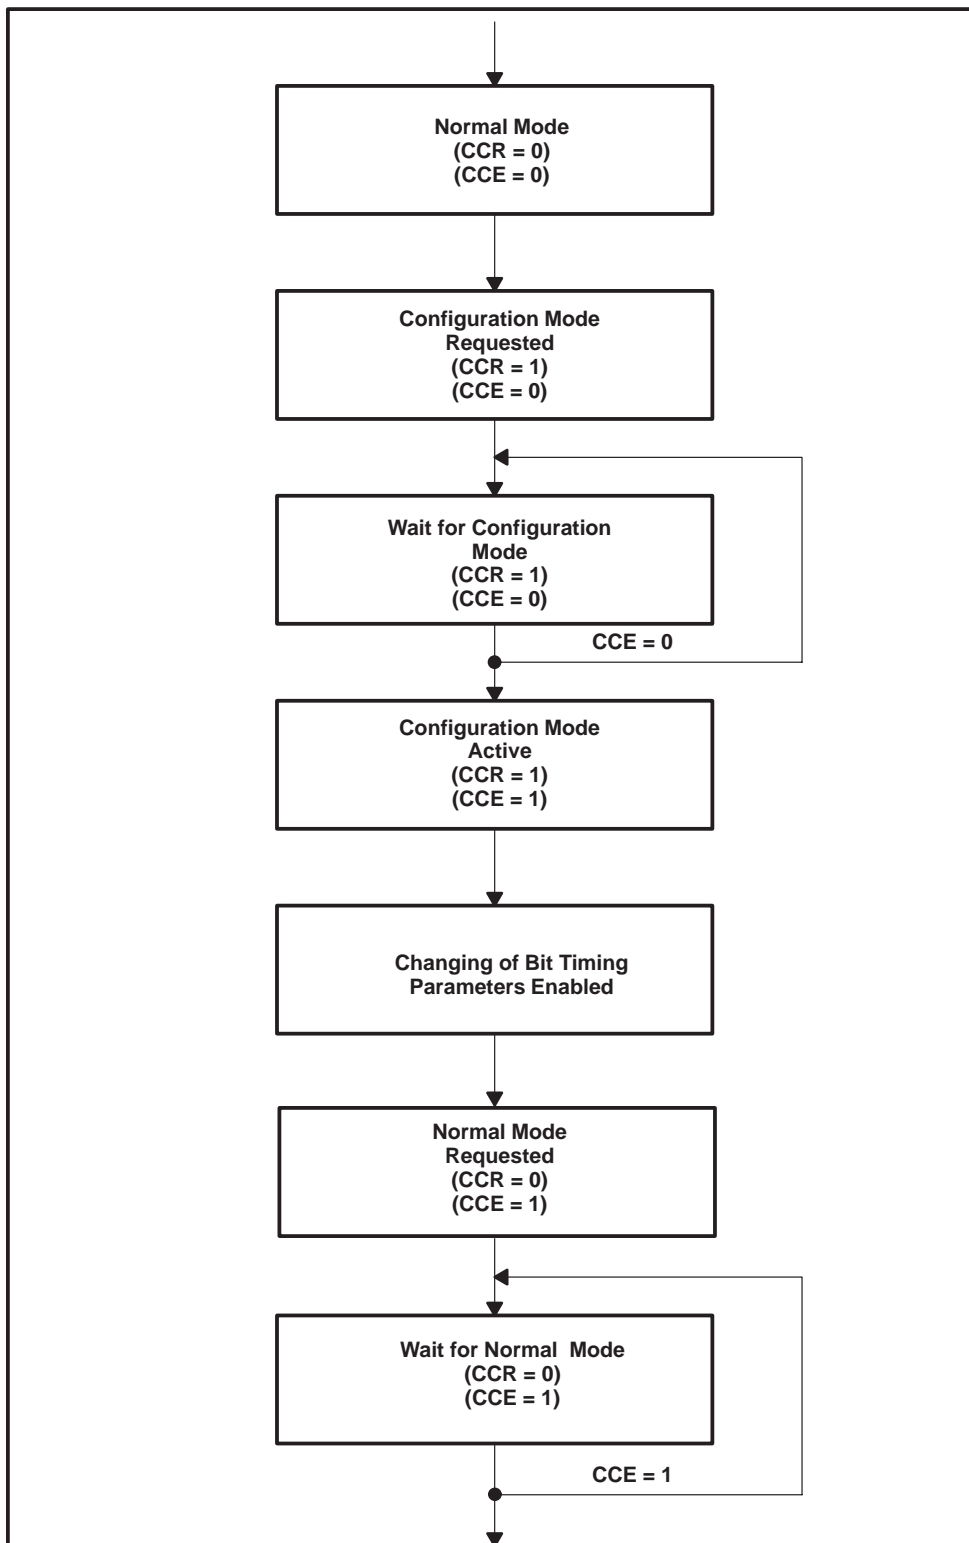 Normal Mode
(CCR = 0)
(CCE = 0)
Configuration Mode
Requested
(CCR = 1)
(CCE = 0)
Wait for Configuration
Mode
(CCR = 1)
(CCE = 0)
CCE = 0
Configuration Mode
Active
(CCR = 1)
(CCE = 1)
Changing of Bit Timing
Parameters Enabled
Normal Mode
Requested
(CCR = 0)
(CCE = 1)
Wait for Normal Mode
(CCR = 0)
(CCE = 1)
CCE = 1